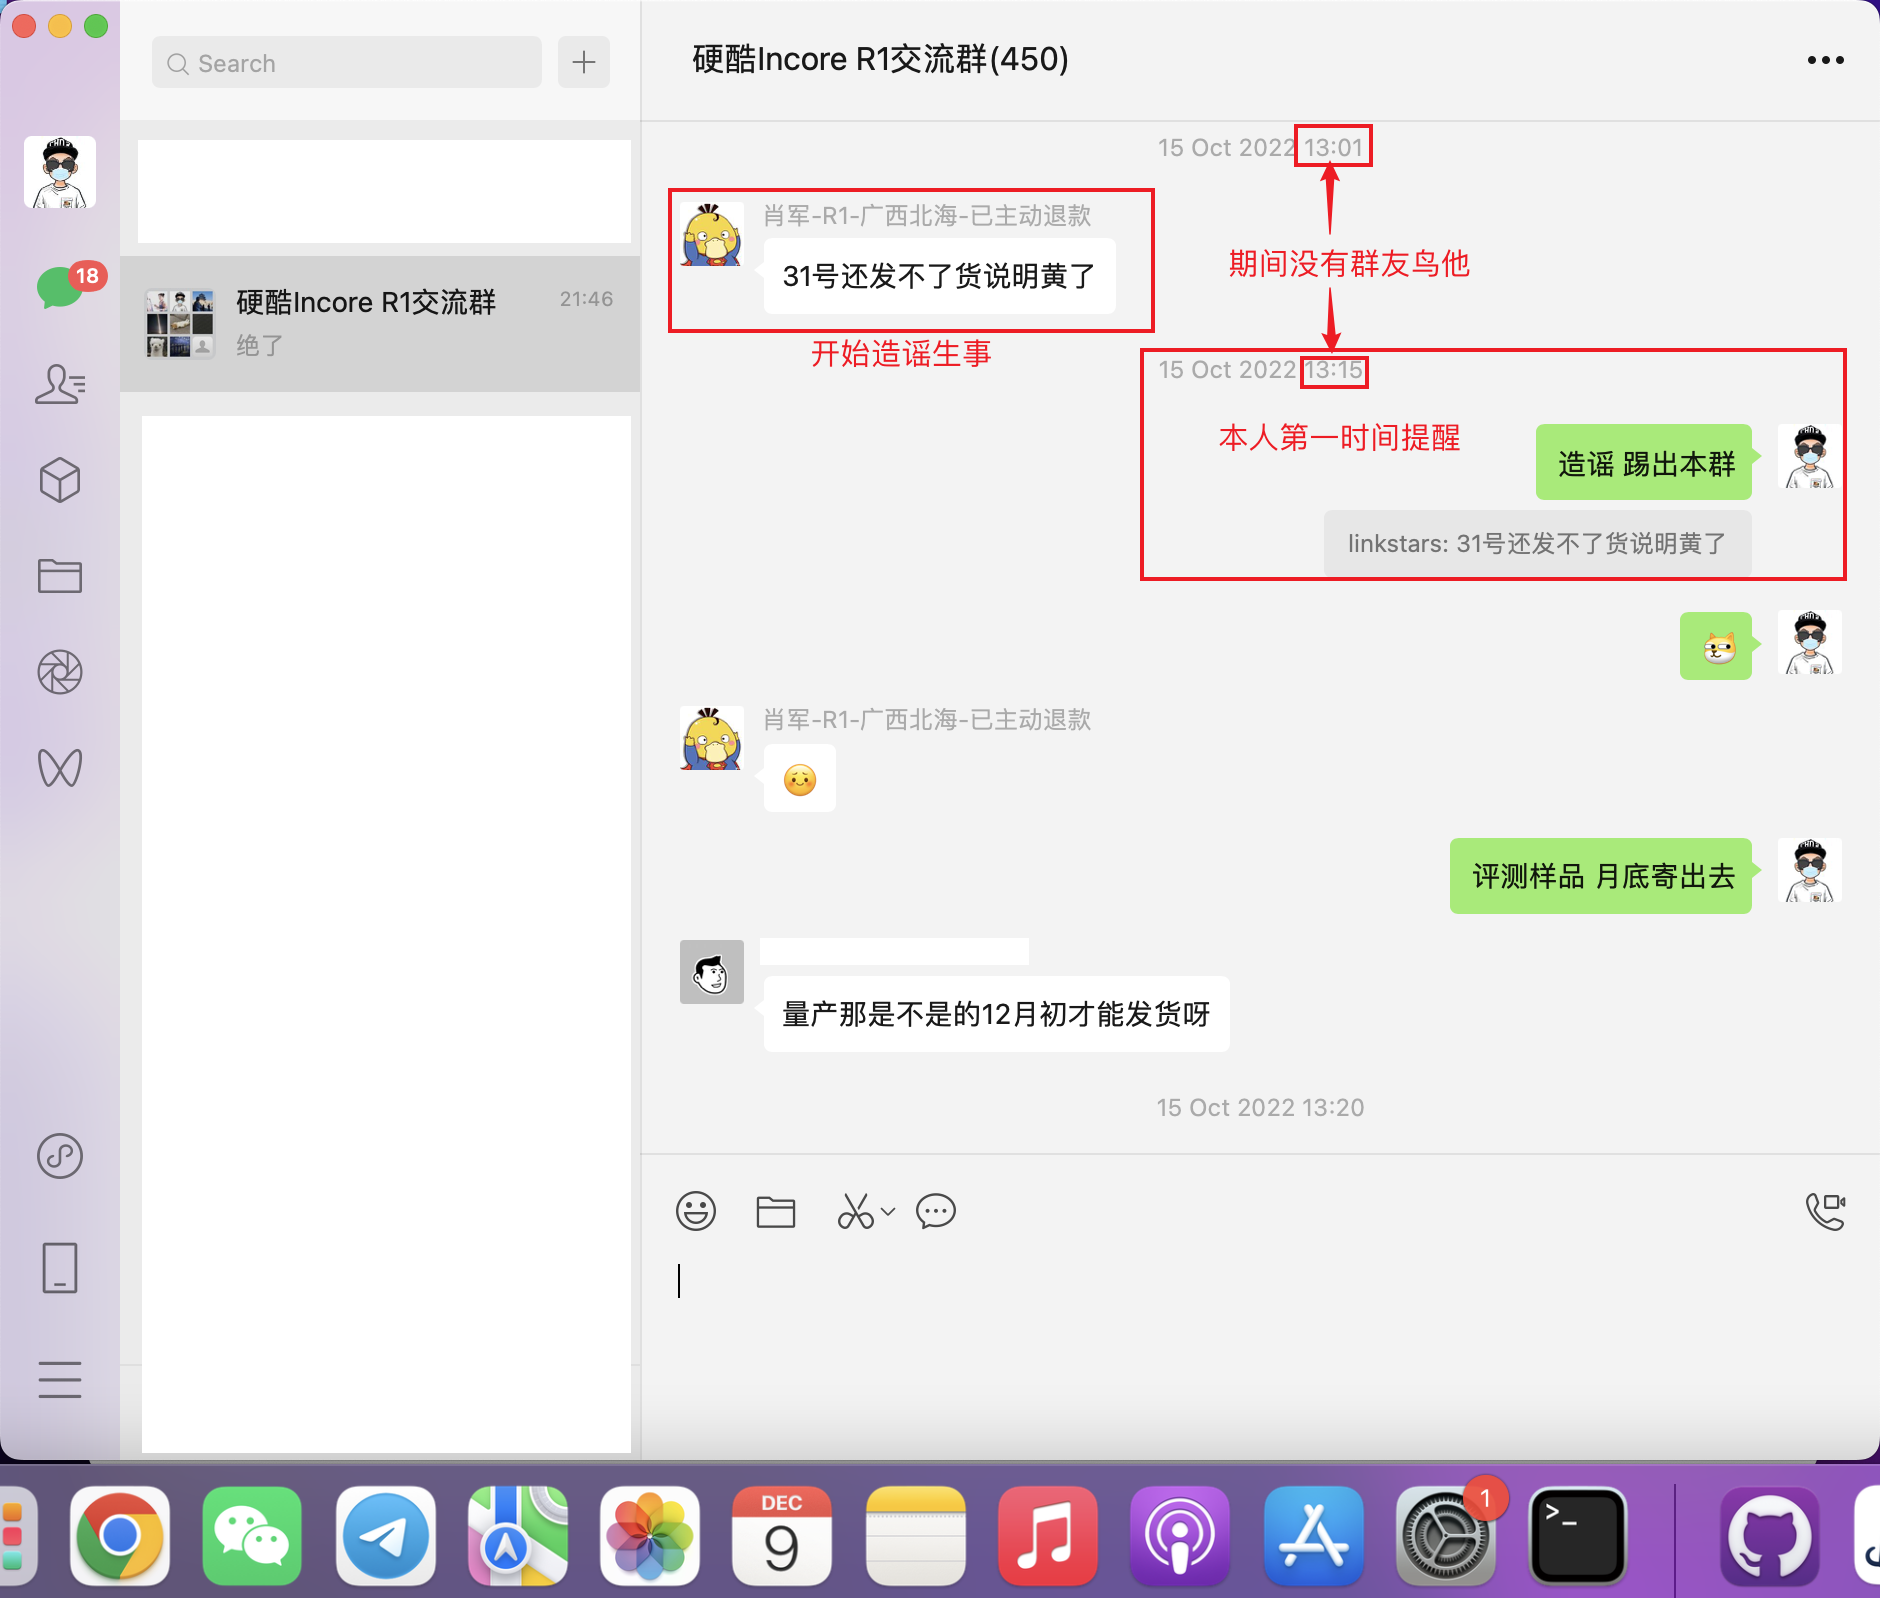 Search
硬酷Incore R1交流群(450)
15 Oct 2022 13:01
肖军-R1-广西北海-已主动退款
31号还发不了货说明黄了
期间没有群友鸟他
18
硬酷Incore R1交流群
21:46
绝了
开始造谣生事
15 Oct 2022 13:15
本人第一时间提醒
造谣 踢出本群
linkstars: 31号还发不了货说明黄了
肖军-R1-广西北海-已主动退款
评测样品 月底寄出去
量产那是不是的12月初才能发货呀
15 Oct 2022 13:20
DEC
9
1
>_